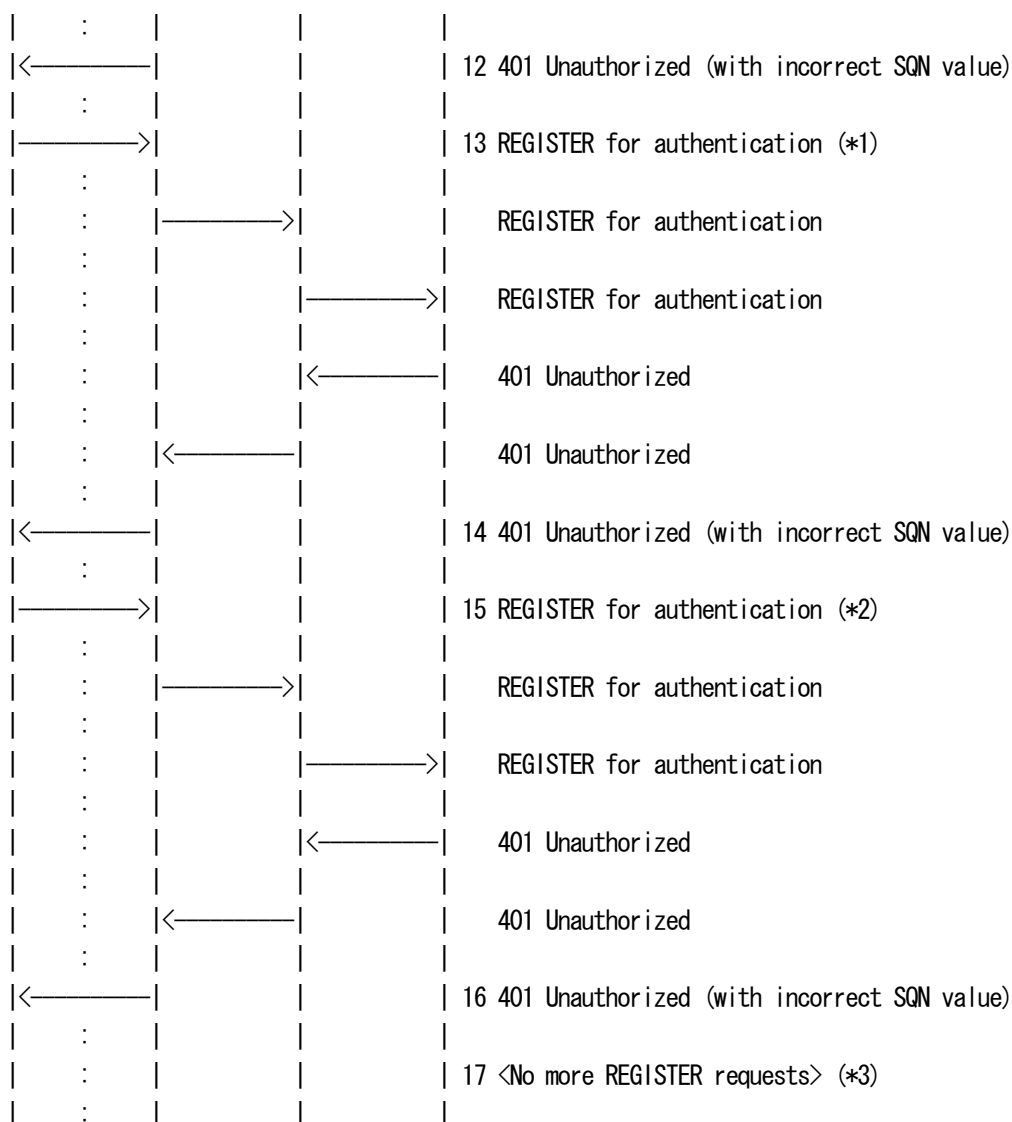 12 401 Unauthorized (with incorrect SQN value)
13 REGISTER for authentication (*1)
REGISTER for authentication
REGISTER for authentication
401 Unauthorized
401 Unauthorized
14 401 Unauthorized (with incorrect SQN value)
15 REGISTER for authentication (*2)
REGISTER for authentication
REGISTER for authentication
401 Unauthorized
401 Unauthorized
16 401 Unauthorized (with incorrect SQN value)
17 <No more REGISTER requests> (*3)